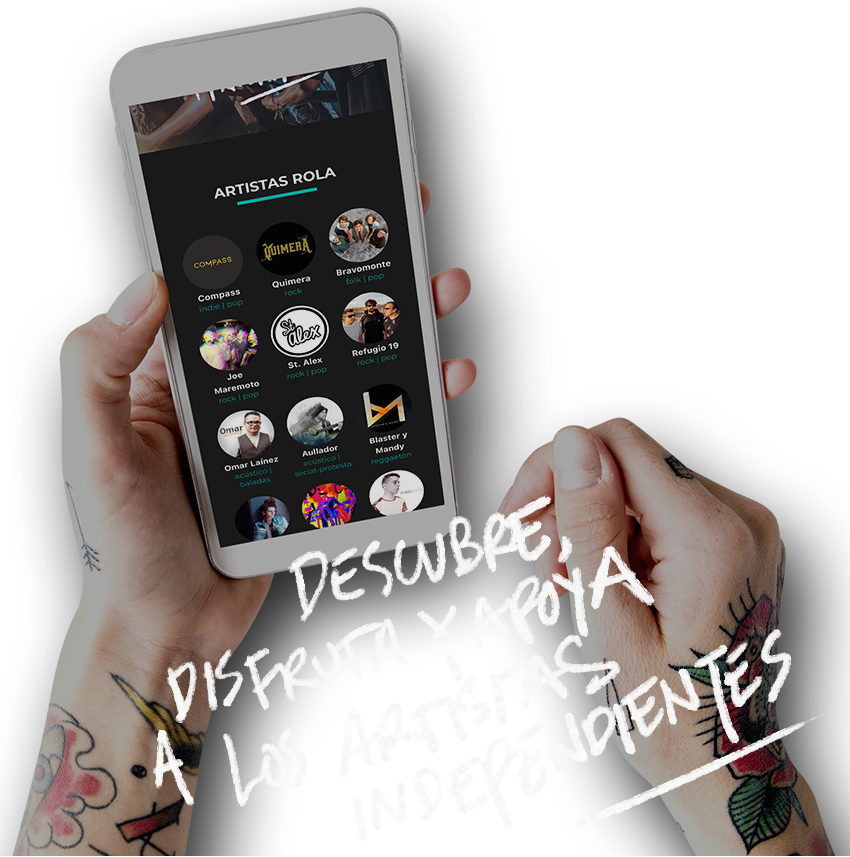 ARTISTAS ROLA
COMPASS
QUIMERA
Compass
indie | pop
Quimera
rock
Bravomonte
folk | pop
St. alex
Joe
Maremoto
rock | pop
St. Alex
rock | pop
Refugio 19
rock | pop
Omar
Omar Laínez
acústico |
baladas
Aullador
acústico |
social-protesta
Blaster y
Mandy
reggaeton
DESCUBRE,
DISFRUTA Y APOYA
A LOS ARTISTAS
INDEPENDIENTES